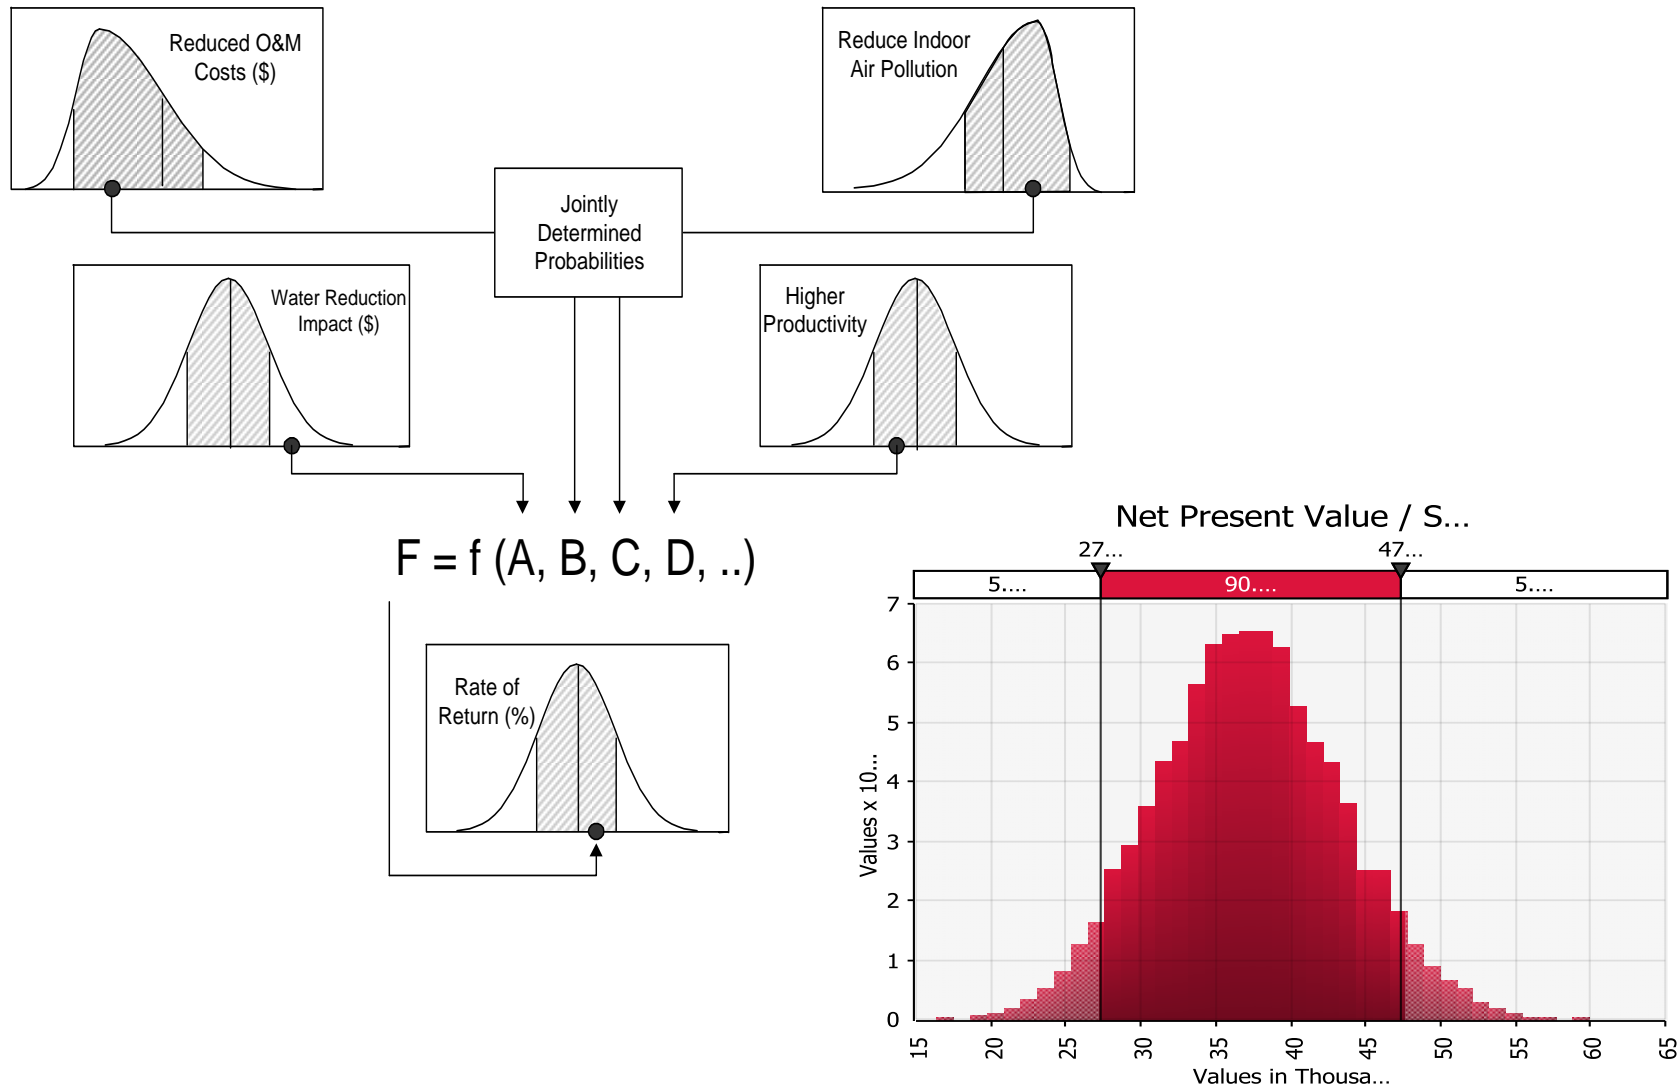 Reduced O&M
Costs ($)
Reduce Indoor
Air Pollution
Jointly
Determined
Probabilities
Water Reduction
Impact ($)
Higher
Productivity
F = f (A, B, C, D, ..)
Rate of
Return (%)
Net Present Value / S...
27...
47...
5....
90....
5....
Values x 10...
7
6
5
4
3
2
1
0
15
20
25
30
35
40
45
50
55
60
65
Values in Thousa...